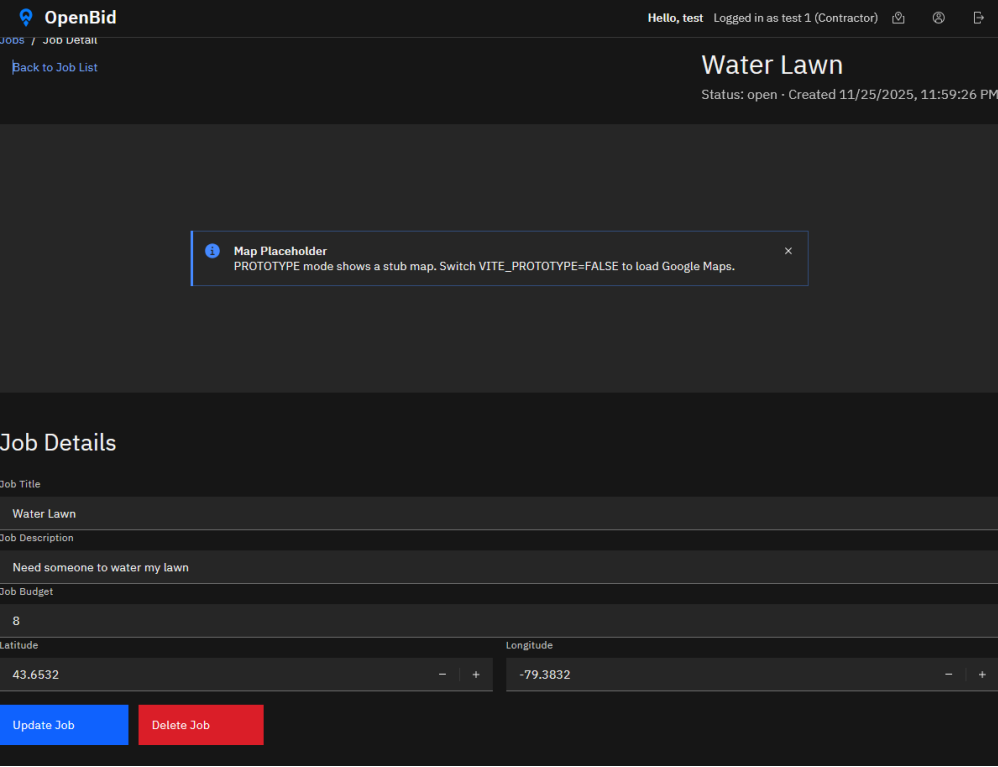 OpenBid
Hello, test Logged in as test 1 (Contractor)
Jobs / Job Detail
Back to Job List
Water Lawn
Status: open · Created 11/25/2025, 11:59:26 PM
Map Placeholder
PROTOTYPE mode shows a stub map. Switch VITE_PROTOTYPE=FALSE to load Google Maps.
Job Details
Job Title
Water Lawn
Job Description
Need someone to water my lawn
Job Budget
8
Latitude
Longitude
43.6532
-79.3832
Update Job
Delete Job